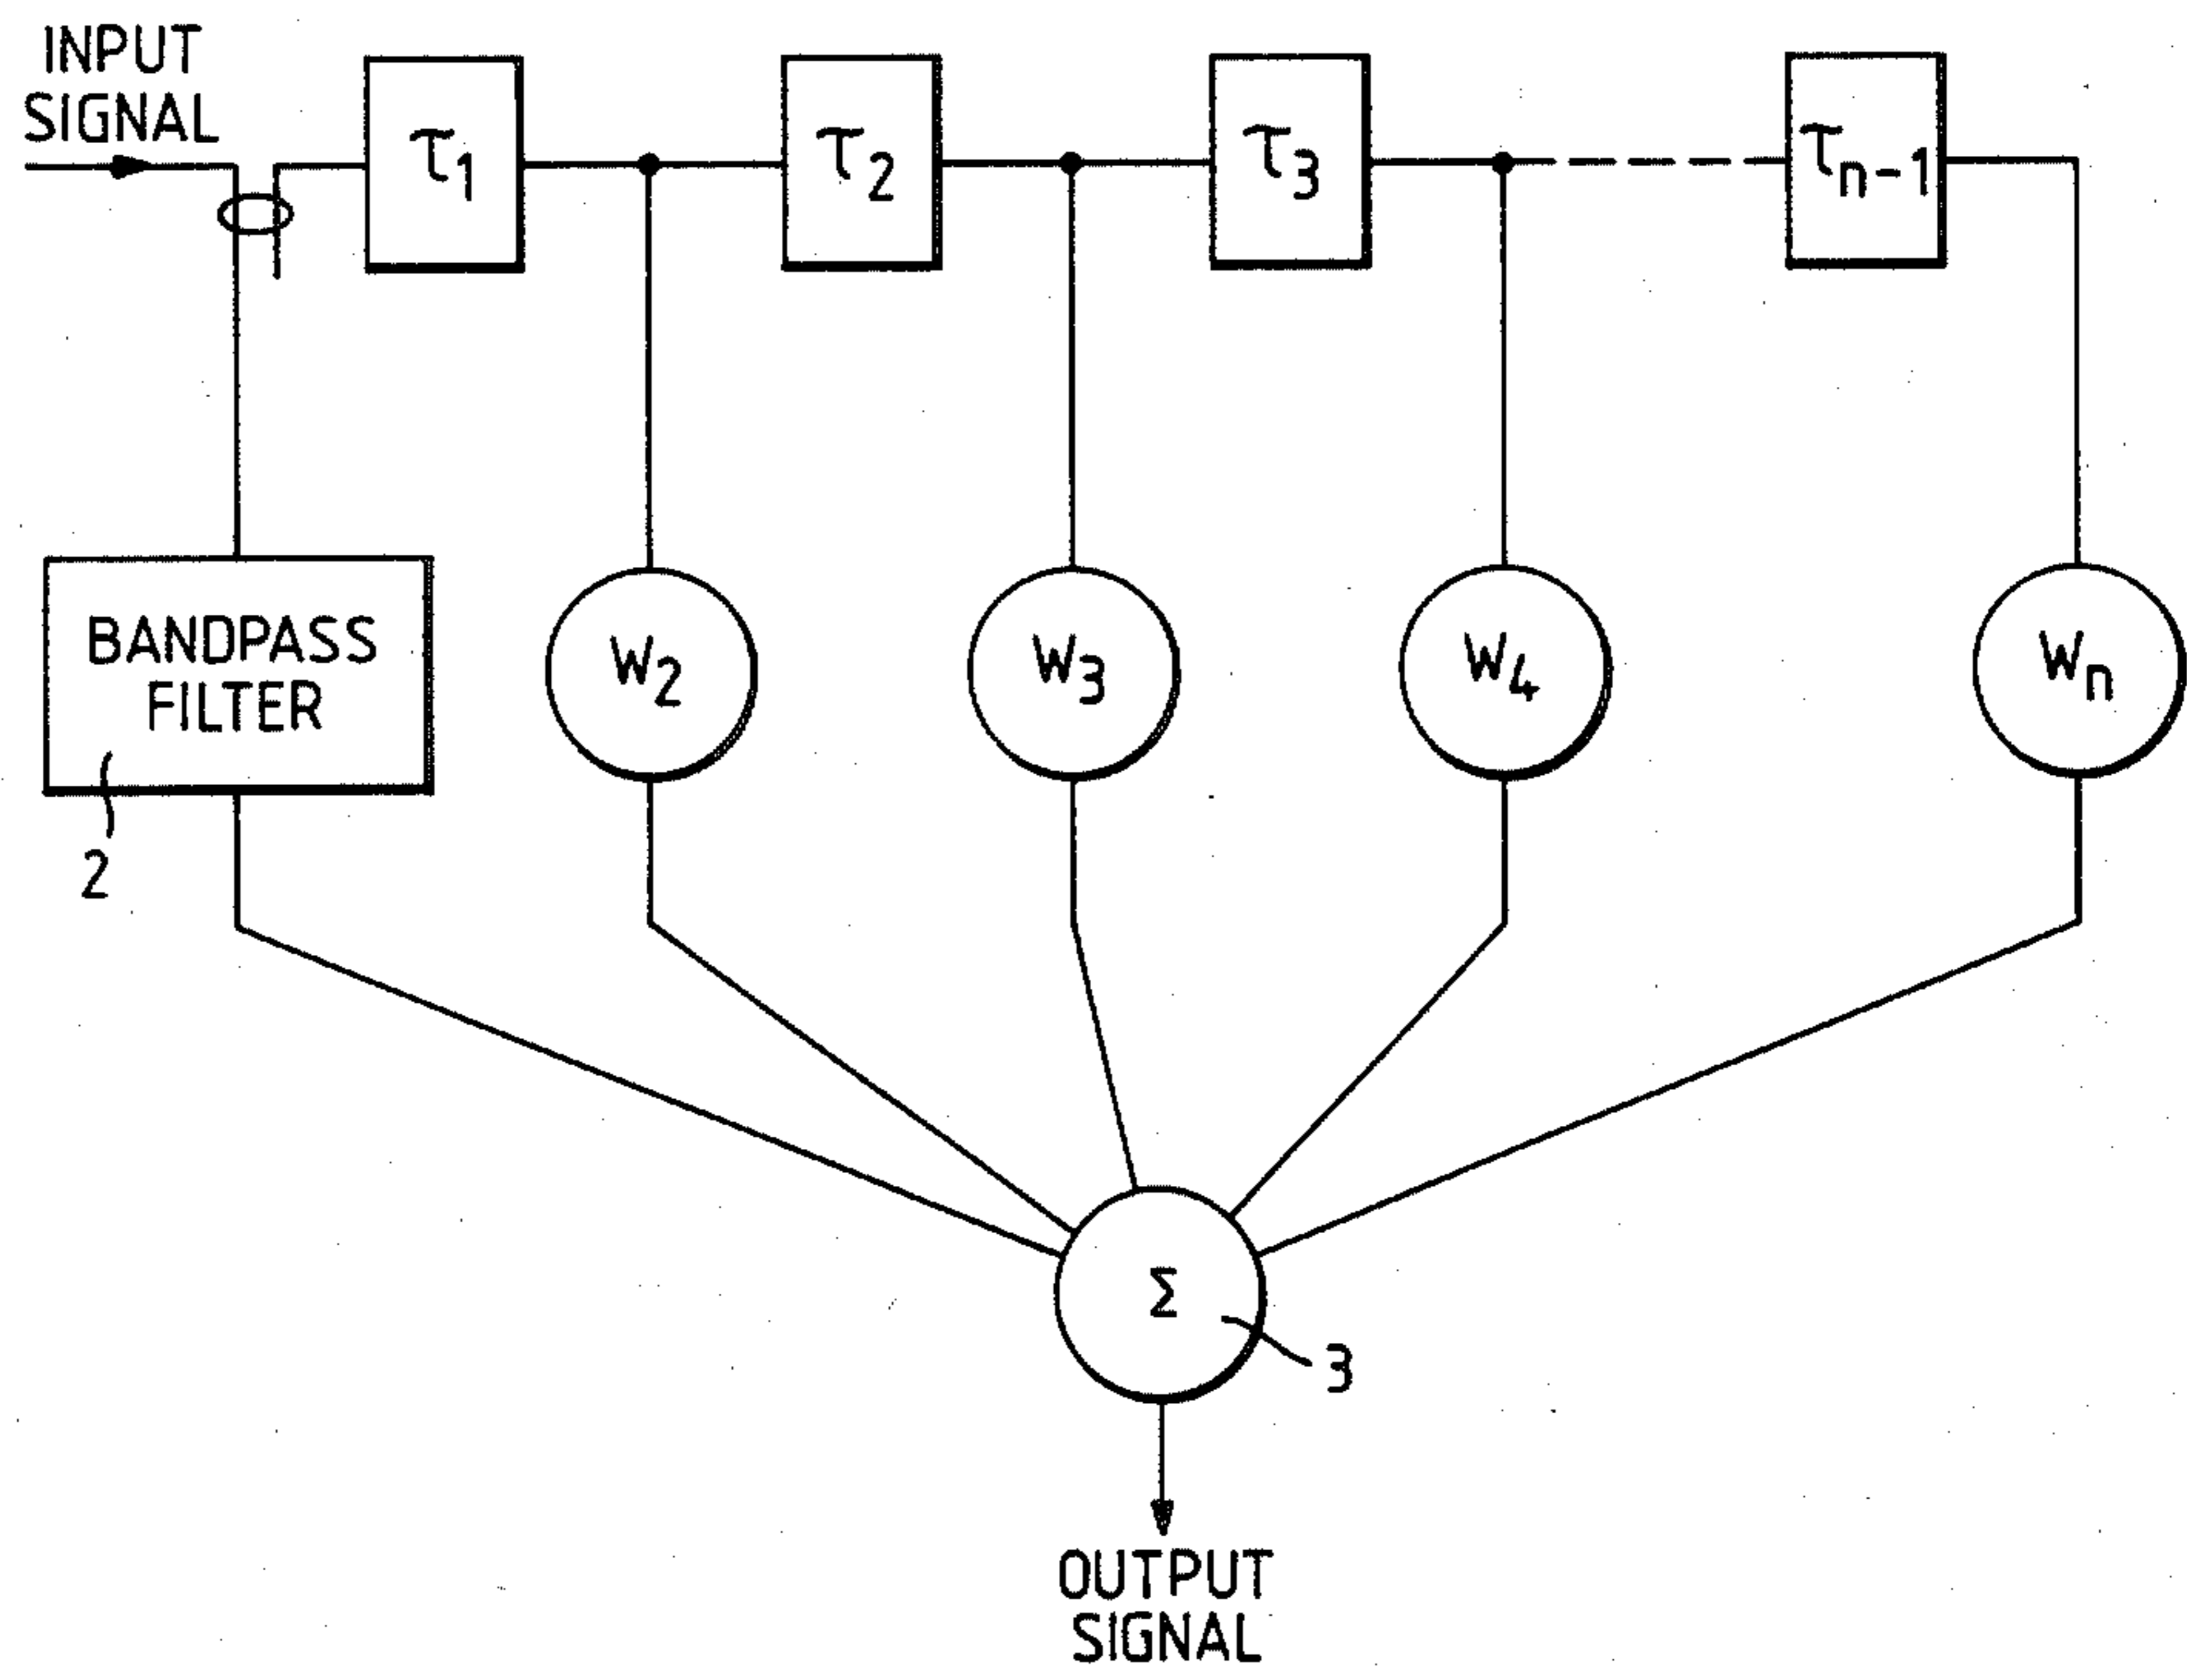 INPUT
SIGNAL
τ1
τ2
τ3
τn-1
BANDPASS
FILTER
2
W2
W3
W4
Wn
Σ
3
OUTPUT
SIGNAL